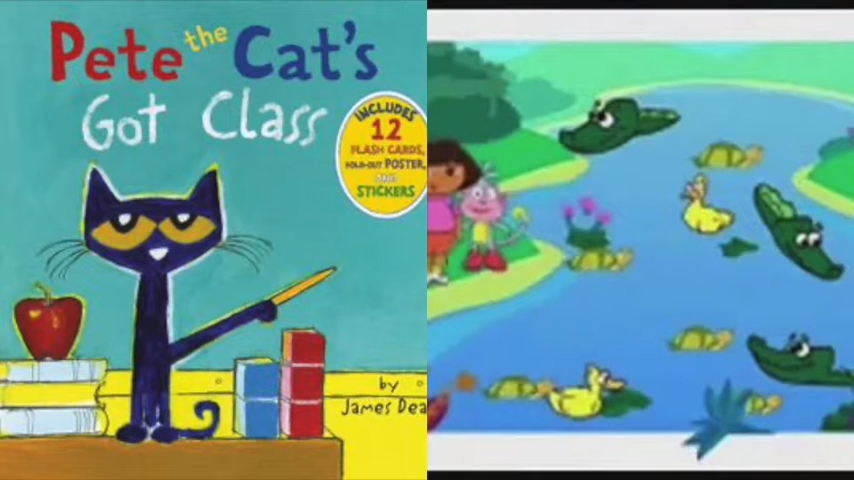 Pete the Cat's
Got Class
INCLUDES
12
FLASH CARDS,
FOLD-OUT POSTER,
AND
STICKERS
by
James Dea